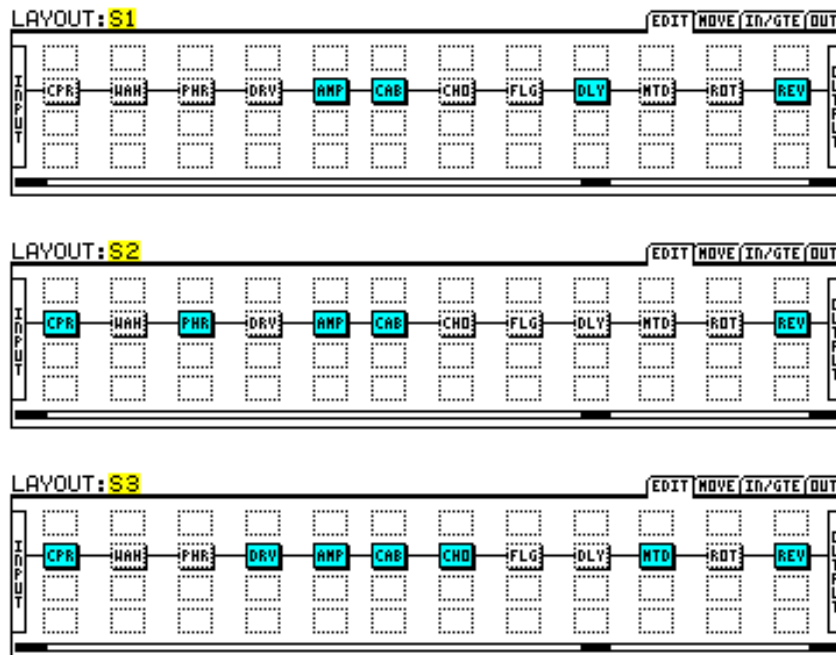 LAYOUT:S1 EDIT MOVE IN/GTE OUT
INPUT CPR WAH PHR DRV AMP CAB CHO FLG DLY MTD ROT REV
LAYOUT:S2 EDIT MOVE IN/GTE OUT
INPUT CPR WAH PHR DRV AMP CAB CHO FLG DLY MTD ROT REV
LAYOUT:S3 EDIT MOVE IN/GTE OUT
INPUT CPR WAH PHR DRV AMP CAB CHO FLG DLY MTD ROT REV